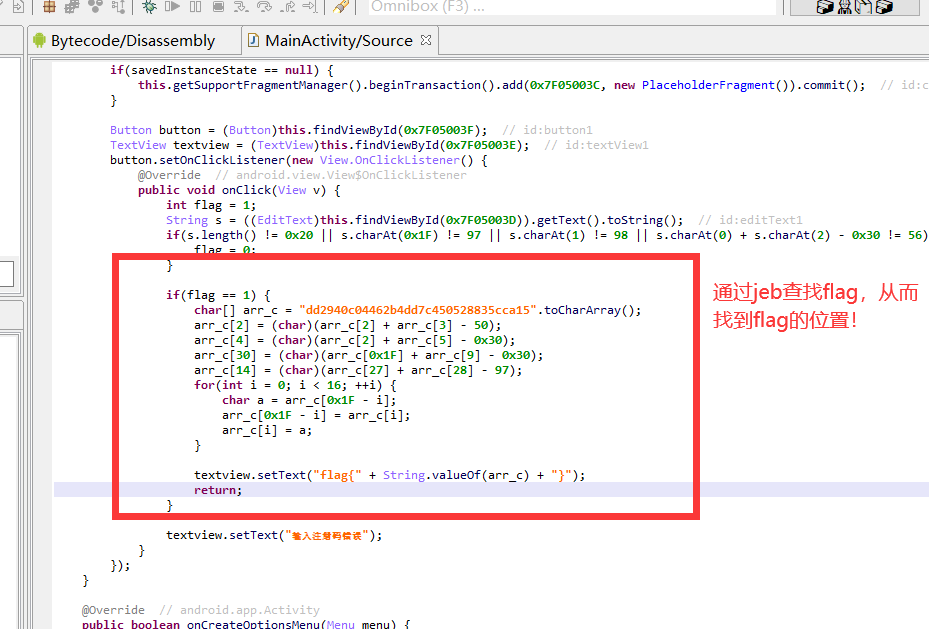 Omnibox (F3) ...
Bytecode/Disassembly MainActivity/Source
if(savedInstanceState == null) {
this.getSupportFragmentManager().beginTransaction().add(0x7F05003C, new PlaceholderFragment()).commit(); // id:c
}
Button button = (Button)this.findViewById(0x7F05003F); // id:button1
TextView textview = (TextView)this.findViewById(0x7F05003E); // id:textView1
button.setOnClickListener(new View.OnClickListener() {
@Override // android.view.View$OnClickListener
public void onClick(View v) {
int flag = 1;
String s = ((EditText)this.findViewById(0x7F05003D)).getText().toString(); // id:editText1
if(s.length() != 0x20 || s.charAt(0x1F) != 97 || s.charAt(1) != 98 || s.charAt(0) + s.charAt(2) - 0x30 != 56)
flag = 0;
}
if(flag == 1) {
char[] arr_c = "dd2940c04462b4dd7c450528835cca15".toCharArray();
arr_c[2] = (char)(arr_c[2] + arr_c[3] - 50);
arr_c[4] = (char)(arr_c[2] + arr_c[5] - 0x30);
arr_c[30] = (char)(arr_c[0x1F] + arr_c[9] - 0x30);
arr_c[14] = (char)(arr_c[27] + arr_c[28] - 97);
for(int i = 0; i < 16; ++i) {
char a = arr_c[0x1F - i];
arr_c[0x1F - i] = arr_c[i];
arr_c[i] = a;
}
textview.setText("flag{" + String.valueOf(arr_c) + "}");
return;
}
textview.setText("输入注册码错误");
}
});
}
@Override // android.app.Activity
public boolean onCreateOptionsMenu(Menu menu) {
通过jeb查找flag，从而
找到flag的位置！